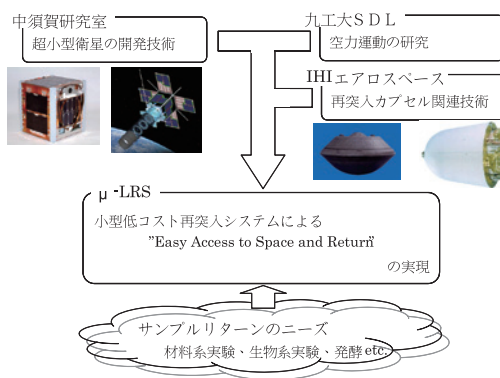 中須賀研究室
超小型衛星の開発技術
九工大ＳＤＬ
空力運動の研究
IHIエアロスペース
再突入カプセル関連技術
μ-LRS
小型低コスト再突入システムによる
"Easy Access to Space and Return"
の実現
サンプルリターンのニーズ
材料系実験、生物系実験、発酵etc.